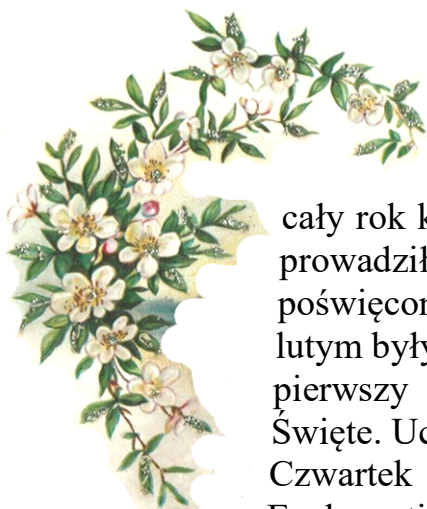 cały rok
prowadził
poświęcon
lutym były
pierwszy
Święte. Uc
Czwartek